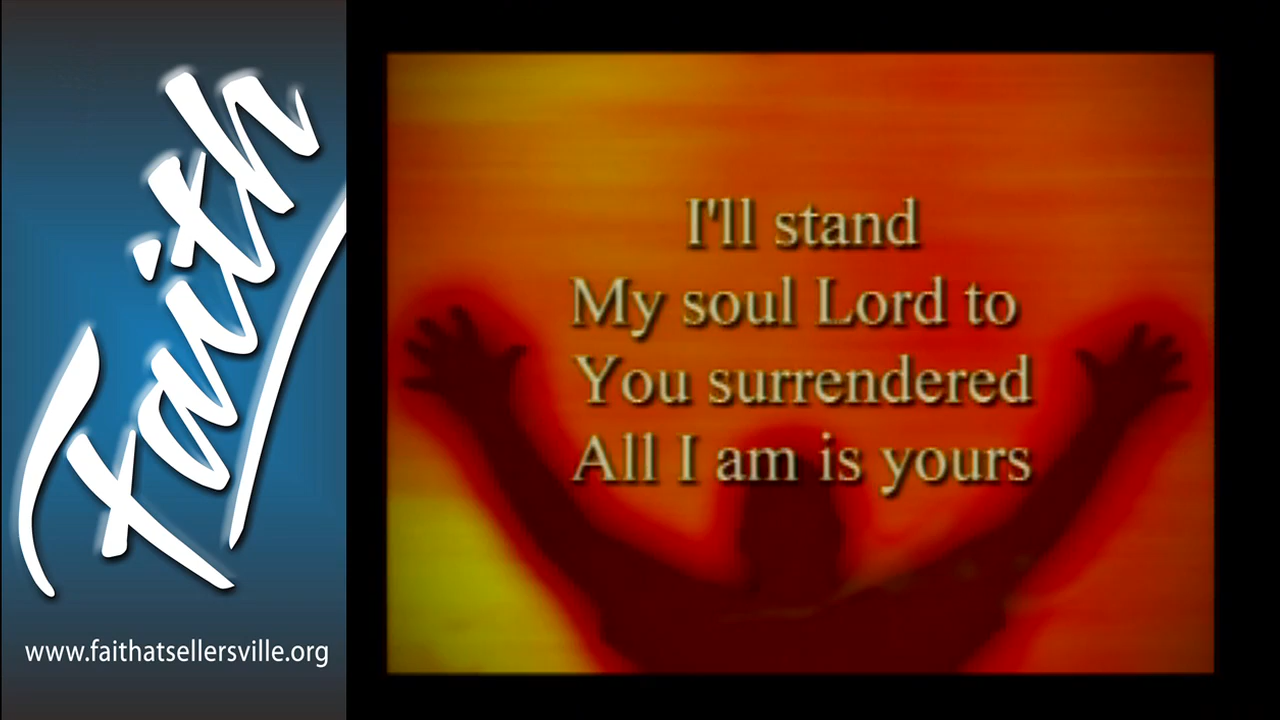 Faith
www.faithatsellersville.org
I'll stand
My soul Lord to
You surrendered
All I am is yours